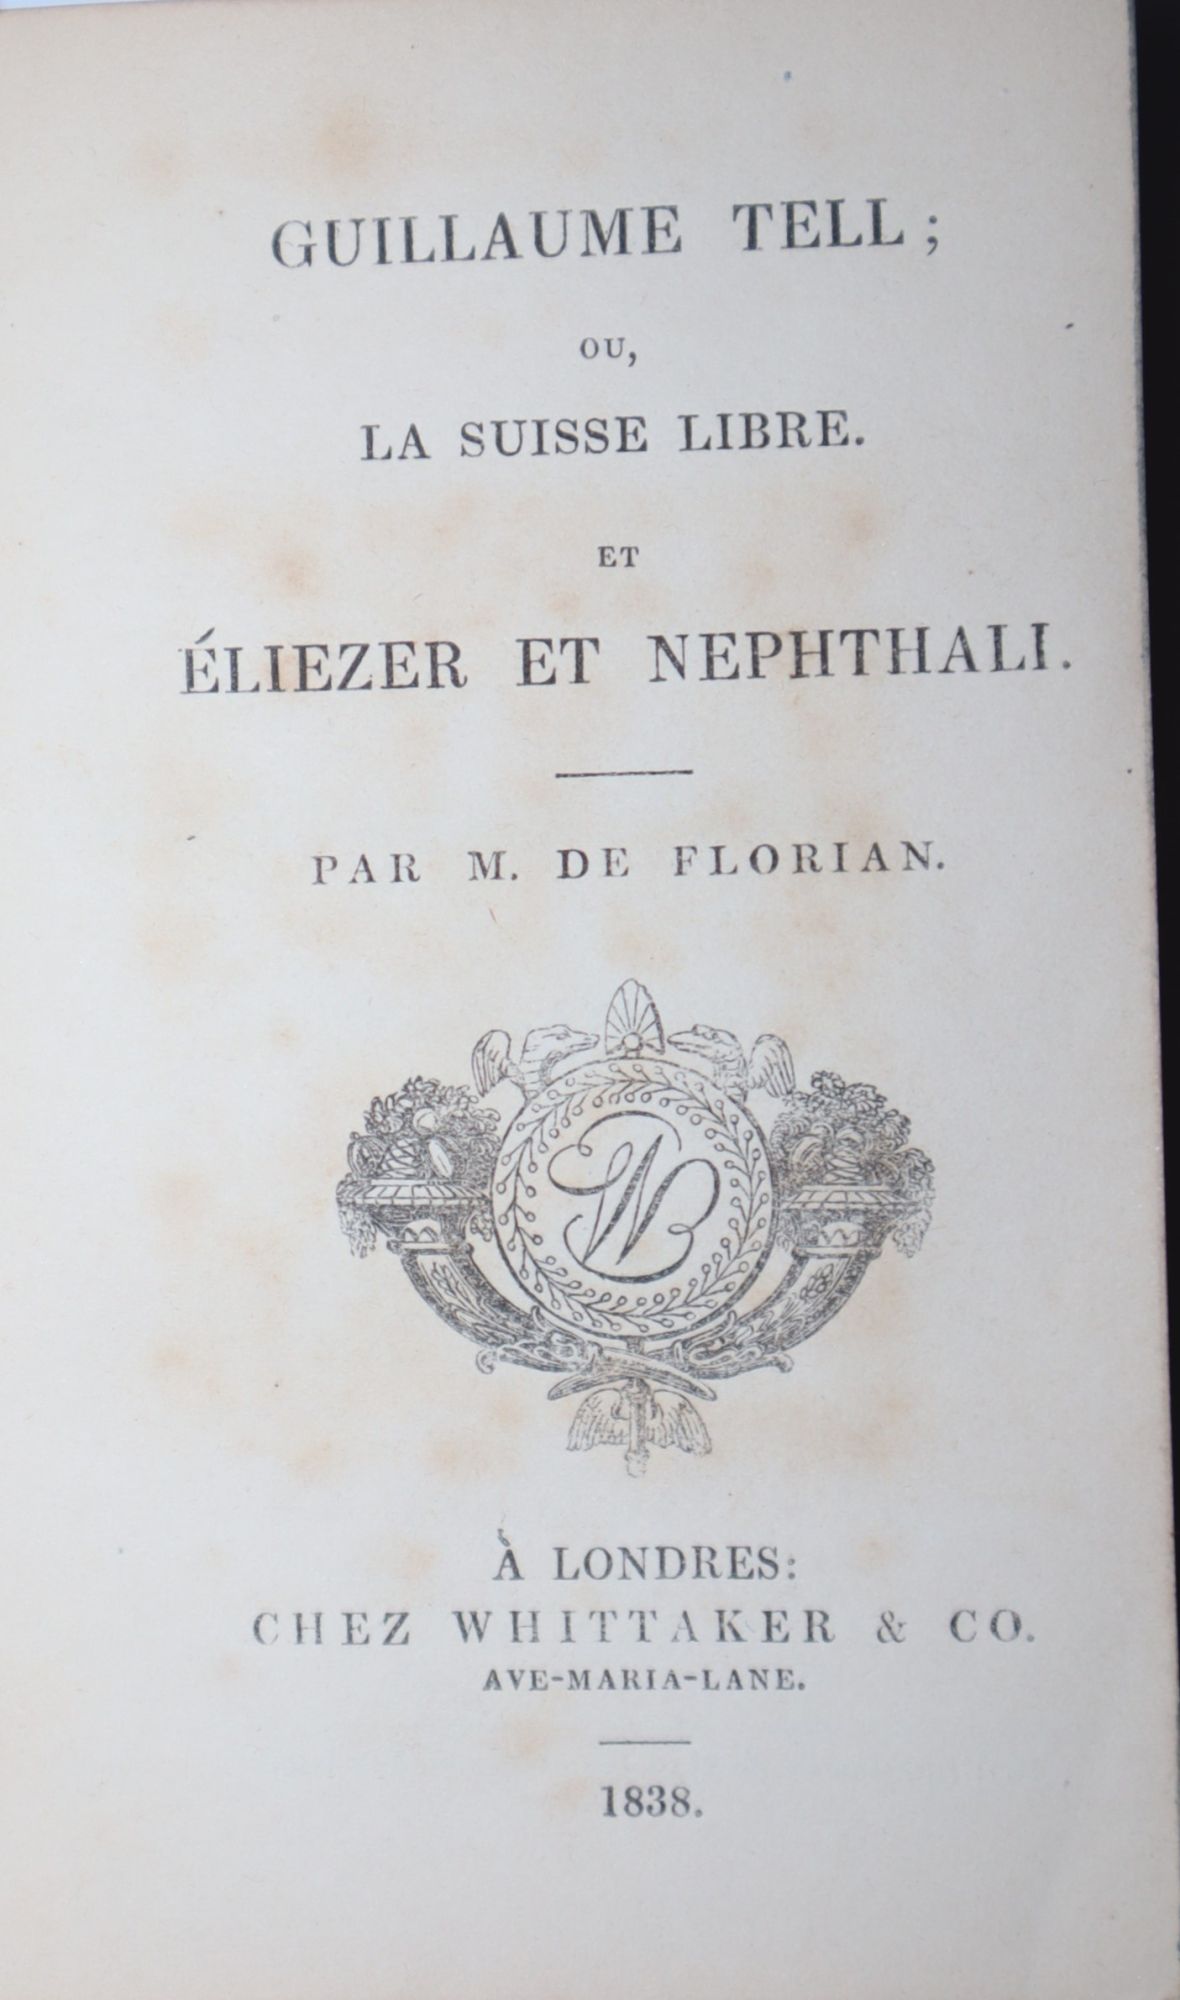 GUILLAUME TELL;
OU,
LA SUISSE LIBRE.
ET
ÉLIEZER ET NEPHTHALI.
PAR M. DE FLORIAN.
W
À LONDRES:
CHEZ WHITTAKER & CO.
AVE-MARIA-LANE.
1838.